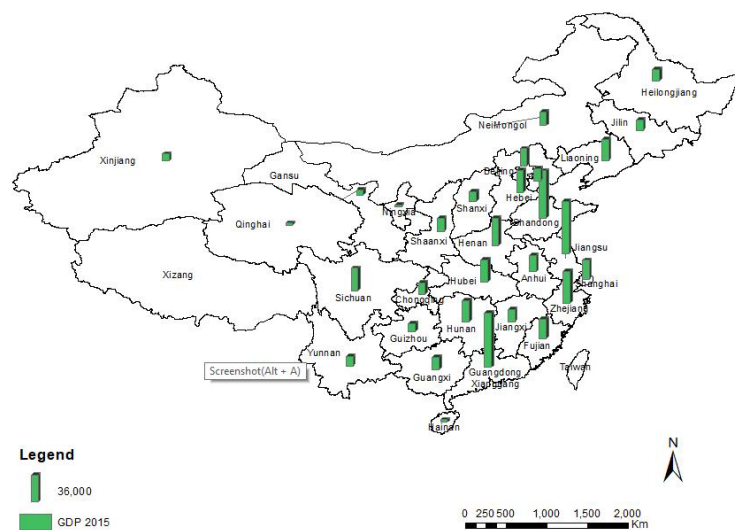 Heilongjiang
NeiMongol
Jilin
Xinjiang
Liaoning
Gansu
Hebei
Ningxia
Shanxi
Qinghai
Shandong
Shaanxi
Henan
Jiangsu
Xizang
Hubei
Anhui
Shanghai
Sichuan
Chongqing
Zhejiang
Hunan
Jiangxi
Guizhou
Fujian
Yunnan
Taiwan
Screenshot(Alt + A)
Guangxi
Guangdong
Xianggang
Hainan
Legend
N
36,000
GDP 2015
0 250 500 1,000 1,500 2,000
Km